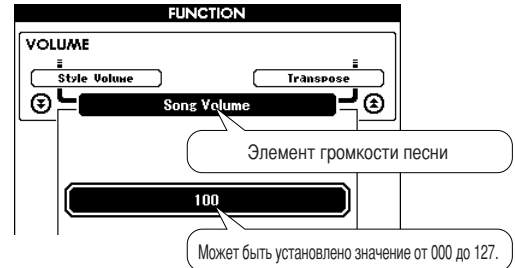 FUNCTION
VOLUME
Style Volume
Transpose
Song Volume
Элемент громкости песни
100
Может быть установлено значение от 000 до 127.